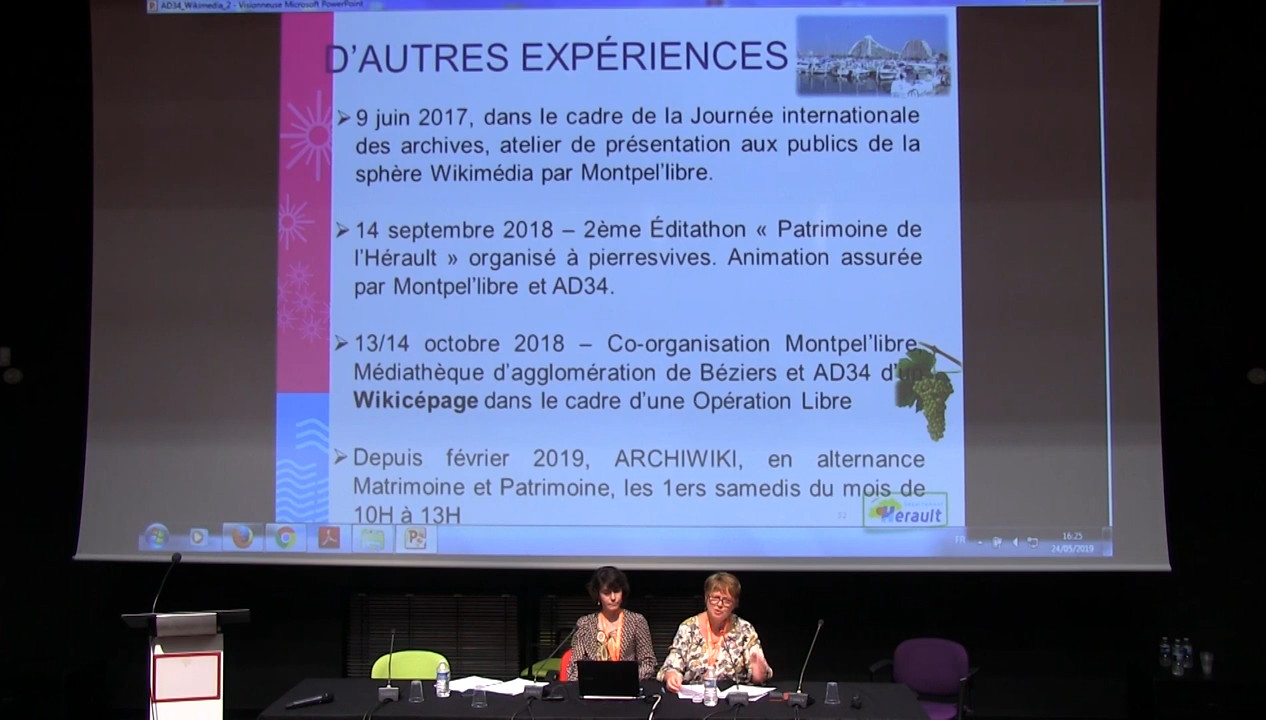 AD34_Wikimedia_2 - Visionneuse Microsoft PowerPoint
D'AUTRES EXPÉRIENCES
➢ 9 juin 2017, dans le cadre de la Journée internationale
des archives, atelier de présentation aux publics de la
sphère Wikimédia par Montpel'libre.
➢ 14 septembre 2018 – 2ème Éditathon « Patrimoine de
l'Hérault » organisé à pierresvives. Animation assurée
par Montpel'libre et AD34.
➢ 13/14 octobre 2018 – Co-organisation Montpel'libre,
Médiathèque d'agglomération de Béziers et AD34 d'un
Wikicépage dans le cadre d'une Opération Libre
➢ Depuis février 2019, ARCHIWIKI, en alternance
Matrimoine et Patrimoine, les 1ers samedis du mois de
10H à 13H
Hérault
FR
16:25
24/05/2019